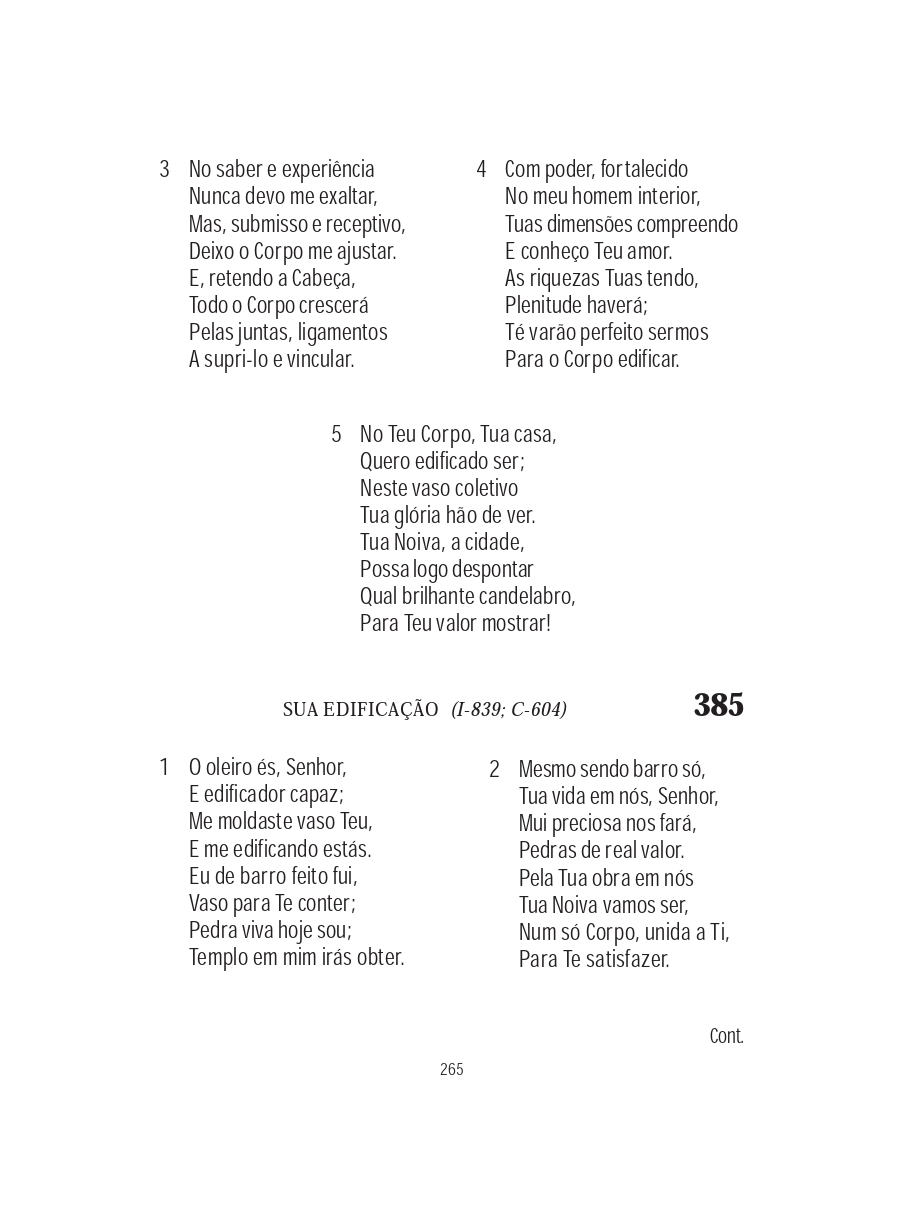 3 No saber e experiência
Nunca devo me exaltar,
Mas, submisso e receptivo,
Deixo o Corpo me ajustar.
E, retendo a Cabeça,
Todo o Corpo crescerá
Pelas juntas, ligamentos
A supri-lo e vincular.
4 Com poder, fortalecido
No meu homem interior,
Tuas dimensões compreendo
E conheço Teu amor.
As riquezas Tuas tendo,
Plenitude haverá;
Té varão perfeito sermos
Para o Corpo edificar.
5 No Teu Corpo, Tua casa,
Quero edificado ser;
Neste vaso coletivo
Tua glória hão de ver.
Tua Noiva, a cidade,
Possa logo despontar
Qual brilhante candelabro,
Para Teu valor mostrar!
SUA EDIFICAÇÃO (I-839; C-604) 385
1 O oleiro és, Senhor,
E edificador capaz;
Me moldaste vaso Teu,
E me edificando estás.
Eu de barro feito fui,
Vaso para Te conter;
Pedra viva hoje sou;
Templo em mim irás obter.
2 Mesmo sendo barro só,
Tua vida em nós, Senhor,
Mui preciosa nos fará,
Pedras de real valor.
Pela Tua obra em nós
Tua Noiva vamos ser,
Num só Corpo, unida a Ti,
Para Te satisfazer.
Cont.
265